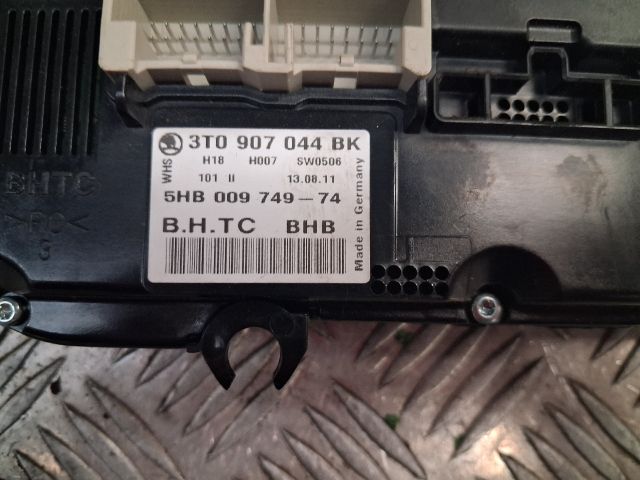 3T0 907 044 BK
H18 H007 SW0506
WHS
101 II 13.08.11
5HB 009 749-74
B.H.TC BHB
Made in Germany
BHTC
>PC<